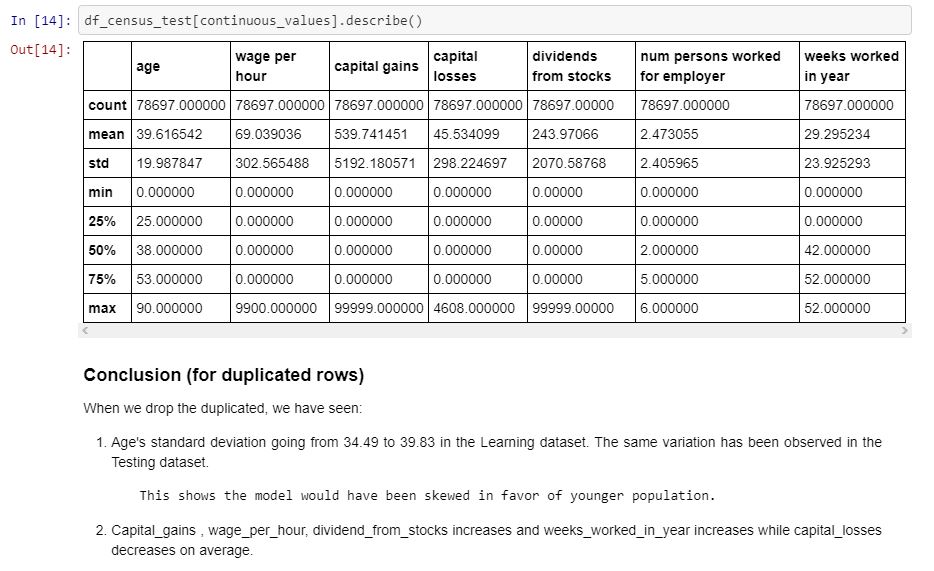 In [14]: df_census_test[continuous_values].describe()
Out[14]:
age wage per hour capital gains capital losses dividends from stocks num persons worked for employer weeks worked in year
count 78697.000000 78697.000000 78697.000000 78697.000000 78697.00000 78697.000000 78697.000000
mean 39.616542 69.039036 539.741451 45.534099 243.97066 2.473055 29.295234
std 19.987847 302.565488 5192.180571 298.224697 2070.58768 2.405965 23.925293
min 0.000000 0.000000 0.000000 0.000000 0.00000 0.000000 0.000000
25% 25.000000 0.000000 0.000000 0.000000 0.00000 0.000000 0.000000
50% 38.000000 0.000000 0.000000 0.000000 0.00000 2.000000 42.000000
75% 53.000000 0.000000 0.000000 0.000000 0.00000 5.000000 52.000000
max 90.000000 9900.000000 99999.000000 4608.000000 99999.00000 6.000000 52.000000
Conclusion (for duplicated rows)
When we drop the duplicated, we have seen:
1. Age's standard deviation going from 34.49 to 39.83 in the Learning dataset. The same variation has been observed in the
Testing dataset.
This shows the model would have been skewed in favor of younger population.
2. Capital_gains , wage_per_hour, dividend_from_stocks increases and weeks_worked_in_year increases while capital_losses
decreases on average.